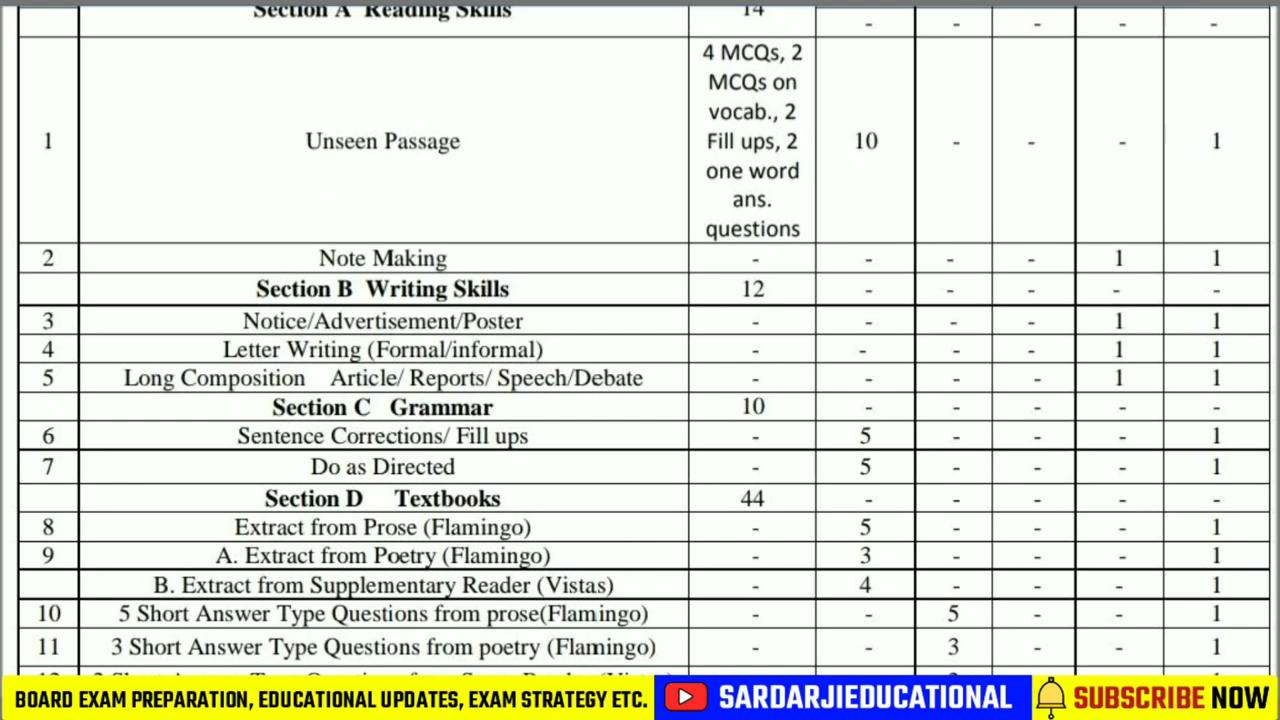 Section A Reading Skills 14 - - - - -
1 Unseen Passage 4 MCQs, 2 MCQs on vocab., 2 Fill ups, 2 one word ans. questions 10 - - - 1
2 Note Making - - - - 1 1
Section B Writing Skills 12 - - - - -
3 Notice/Advertisement/Poster - - - - 1 1
4 Letter Writing (Formal/informal) - - - - 1 1
5 Long Composition Article/ Reports/ Speech/Debate - - - - 1 1
Section C Grammar 10 - - - - -
6 Sentence Corrections/ Fill ups - 5 - - - 1
7 Do as Directed - 5 - - - 1
Section D Textbooks 44 - - - - -
8 Extract from Prose (Flamingo) - 5 - - - 1
9 A. Extract from Poetry (Flamingo) - 3 - - - 1
B. Extract from Supplementary Reader (Vistas) - 4 - - - 1
10 5 Short Answer Type Questions from prose(Flamingo) - - 5 - - 1
11 3 Short Answer Type Questions from poetry (Flamingo) - - 3 - - 1
BOARD EXAM PREPARATION, EDUCATIONAL UPDATES, EXAM STRATEGY ETC. SARDARJIEDUCATIONAL SUBSCRIBE NOW